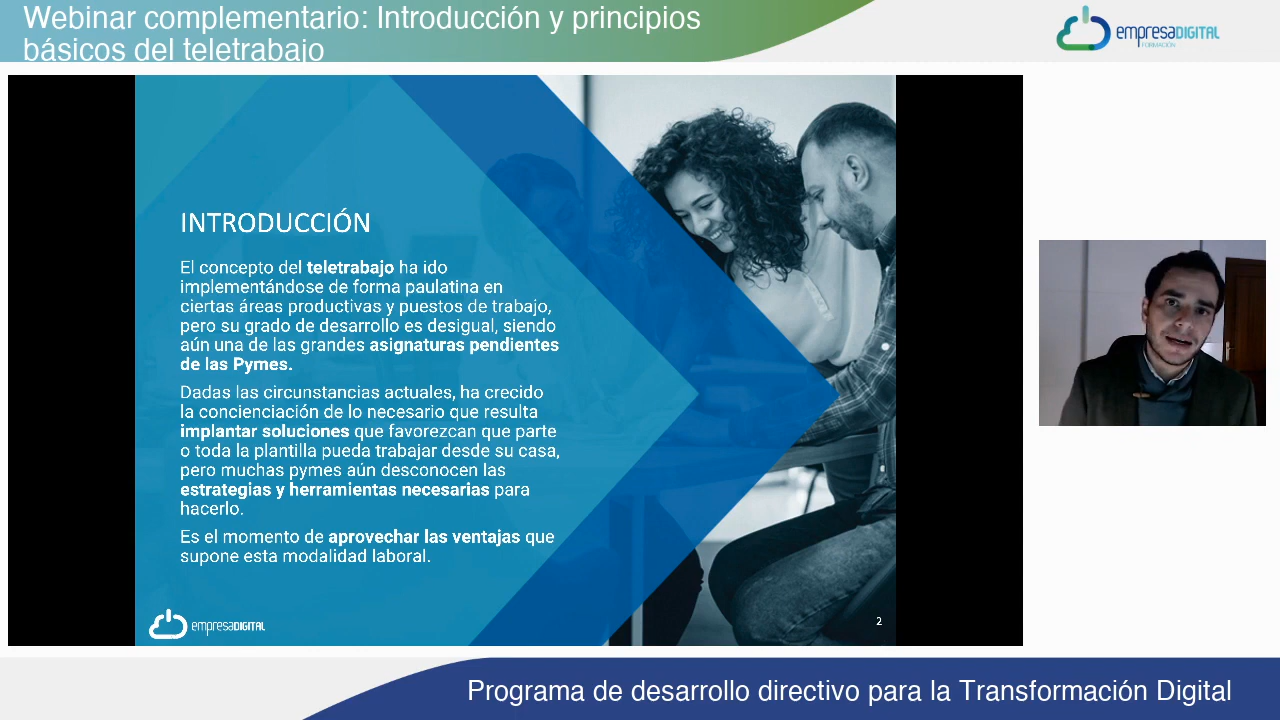 Webinar complementario: Introducción y principios
básicos del teletrabajo
empresaDIGITAL
FORMACIÓN
INTRODUCCIÓN
El concepto del teletrabajo ha ido
implementándose de forma paulatina en
ciertas áreas productivas y puestos de trabajo,
pero su grado de desarrollo es desigual, siendo
aún una de las grandes asignaturas pendientes
de las Pymes.
Dadas las circunstancias actuales, ha crecido
la concienciación de lo necesario que resulta
implantar soluciones que favorezcan que parte
o toda la plantilla pueda trabajar desde su casa,
pero muchas pymes aún desconocen las
estrategias y herramientas necesarias para
hacerlo.
Es el momento de aprovechar las ventajas que
supone esta modalidad laboral.
empresaDIGITAL
2
Programa de desarrollo directivo para la Transformación Digital